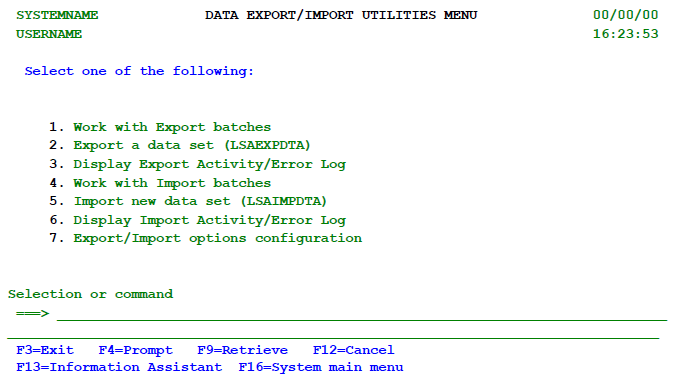 SYSTEMNAME DATA EXPORT/IMPORT UTILITIES MENU 00/00/00
USERNAME 16:23:53
Select one of the following:
1. Work with Export batches
2. Export a data set (LSAEXPDTA)
3. Display Export Activity/Error Log
4. Work with Import batches
5. Import new data set (LSAIMPDTA)
6. Display Import Activity/Error Log
7. Export/Import options configuration
Selection or command
===>
F3=Exit F4=Prompt F9=Retrieve F12=Cancel
F13=Information Assistant F16=System main menu